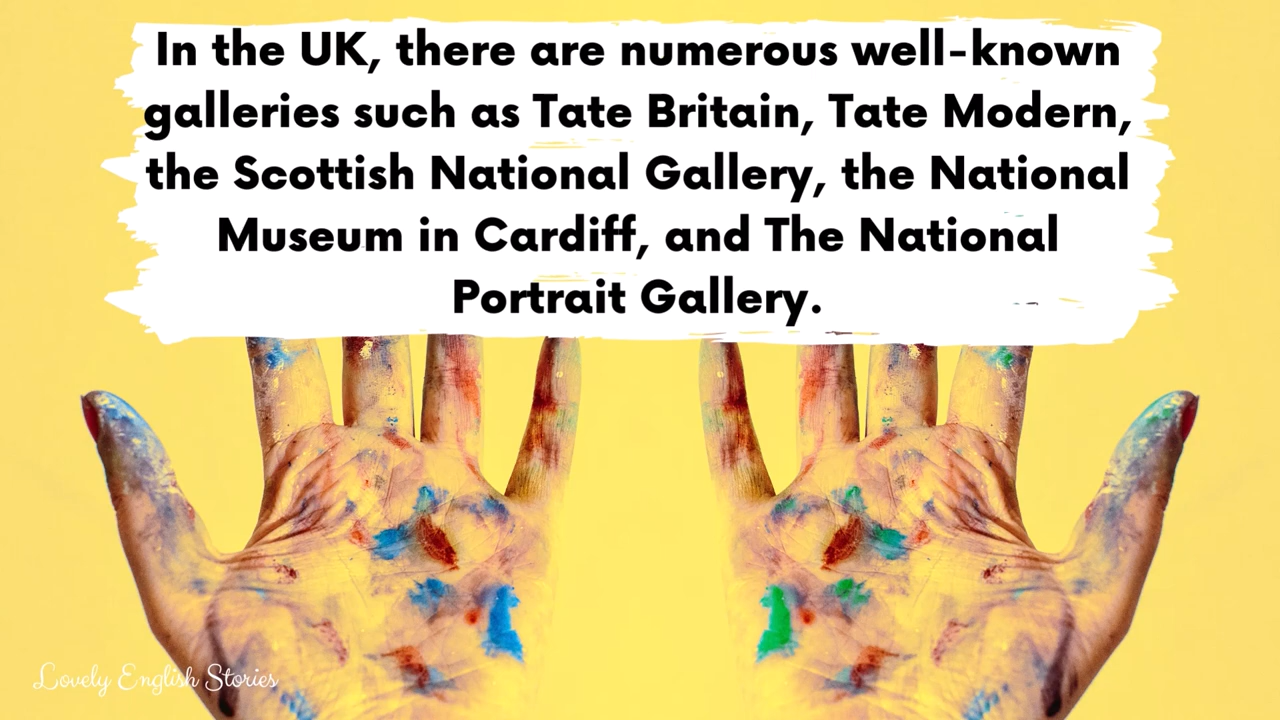 In the UK, there are numerous well-known
galleries such as Tate Britain, Tate Modern,
the Scottish National Gallery, the National
Museum in Cardiff, and The National
Portrait Gallery.
Lovely English Stories